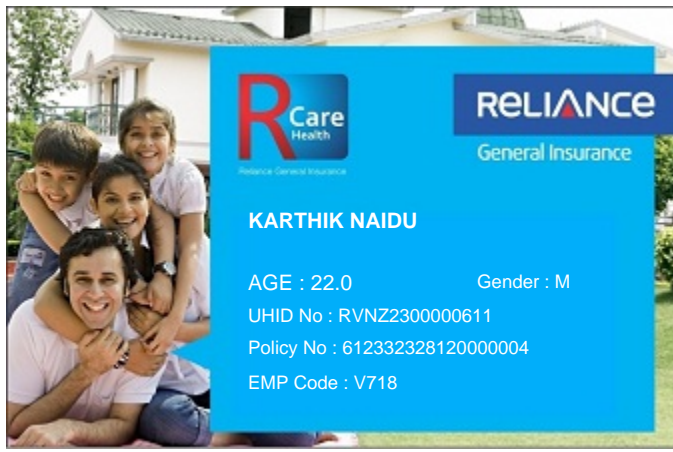 RCare
Health
Reliance General Insurance
RELIANCE
General Insurance
KARTHIK NAIDU
AGE : 22.0
Gender : M
UHID No : RVNZ2300000611
Policy No : 612332328120000004
EMP Code : V718